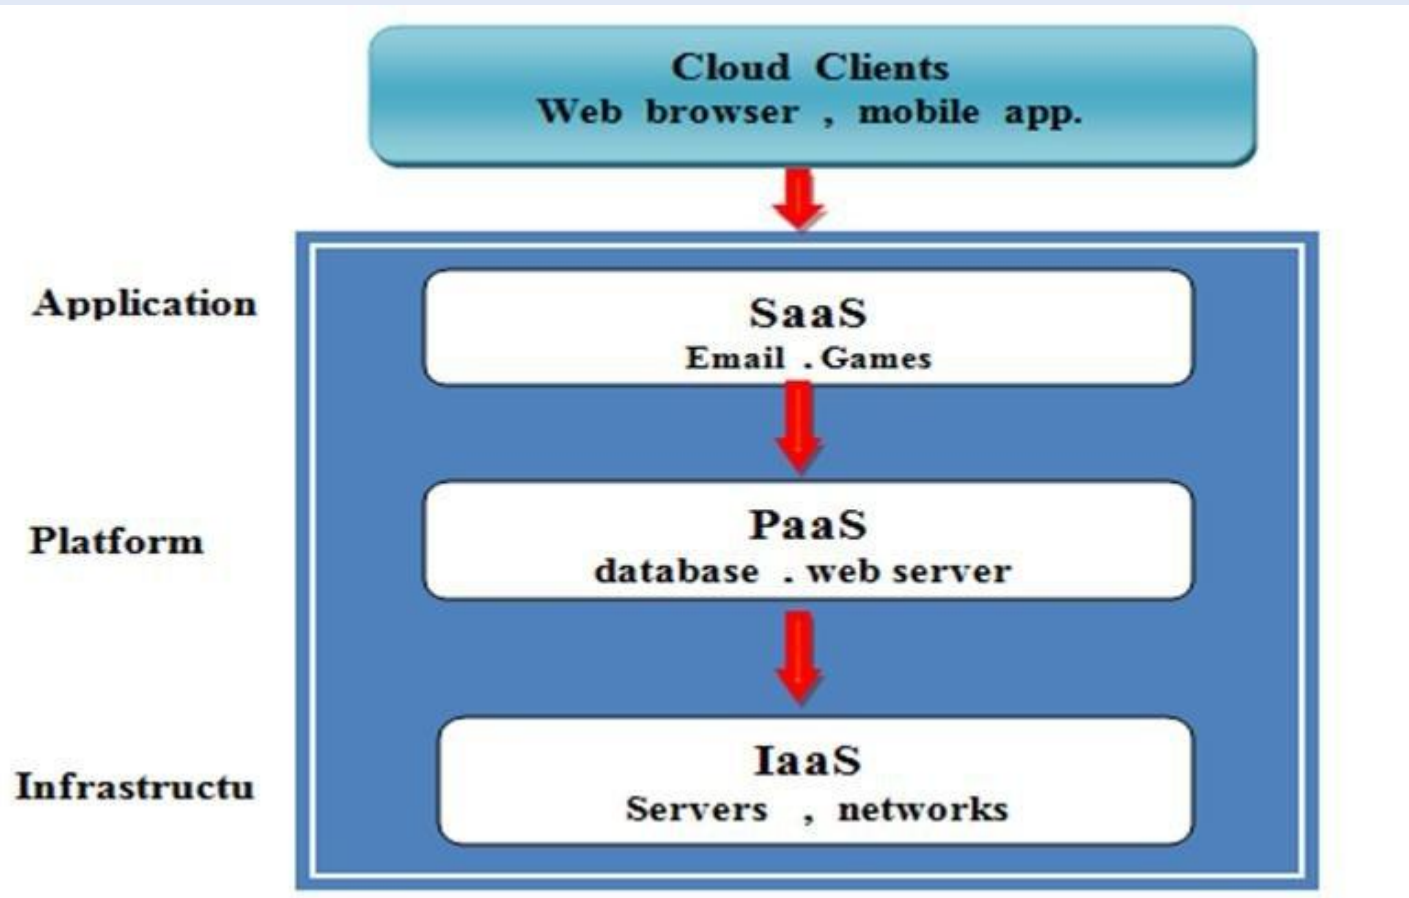 Cloud Clients
Web browser , mobile app.
Application
SaaS
Email . Games
Platform
PaaS
database . web server
Infrastructu
IaaS
Servers , networks